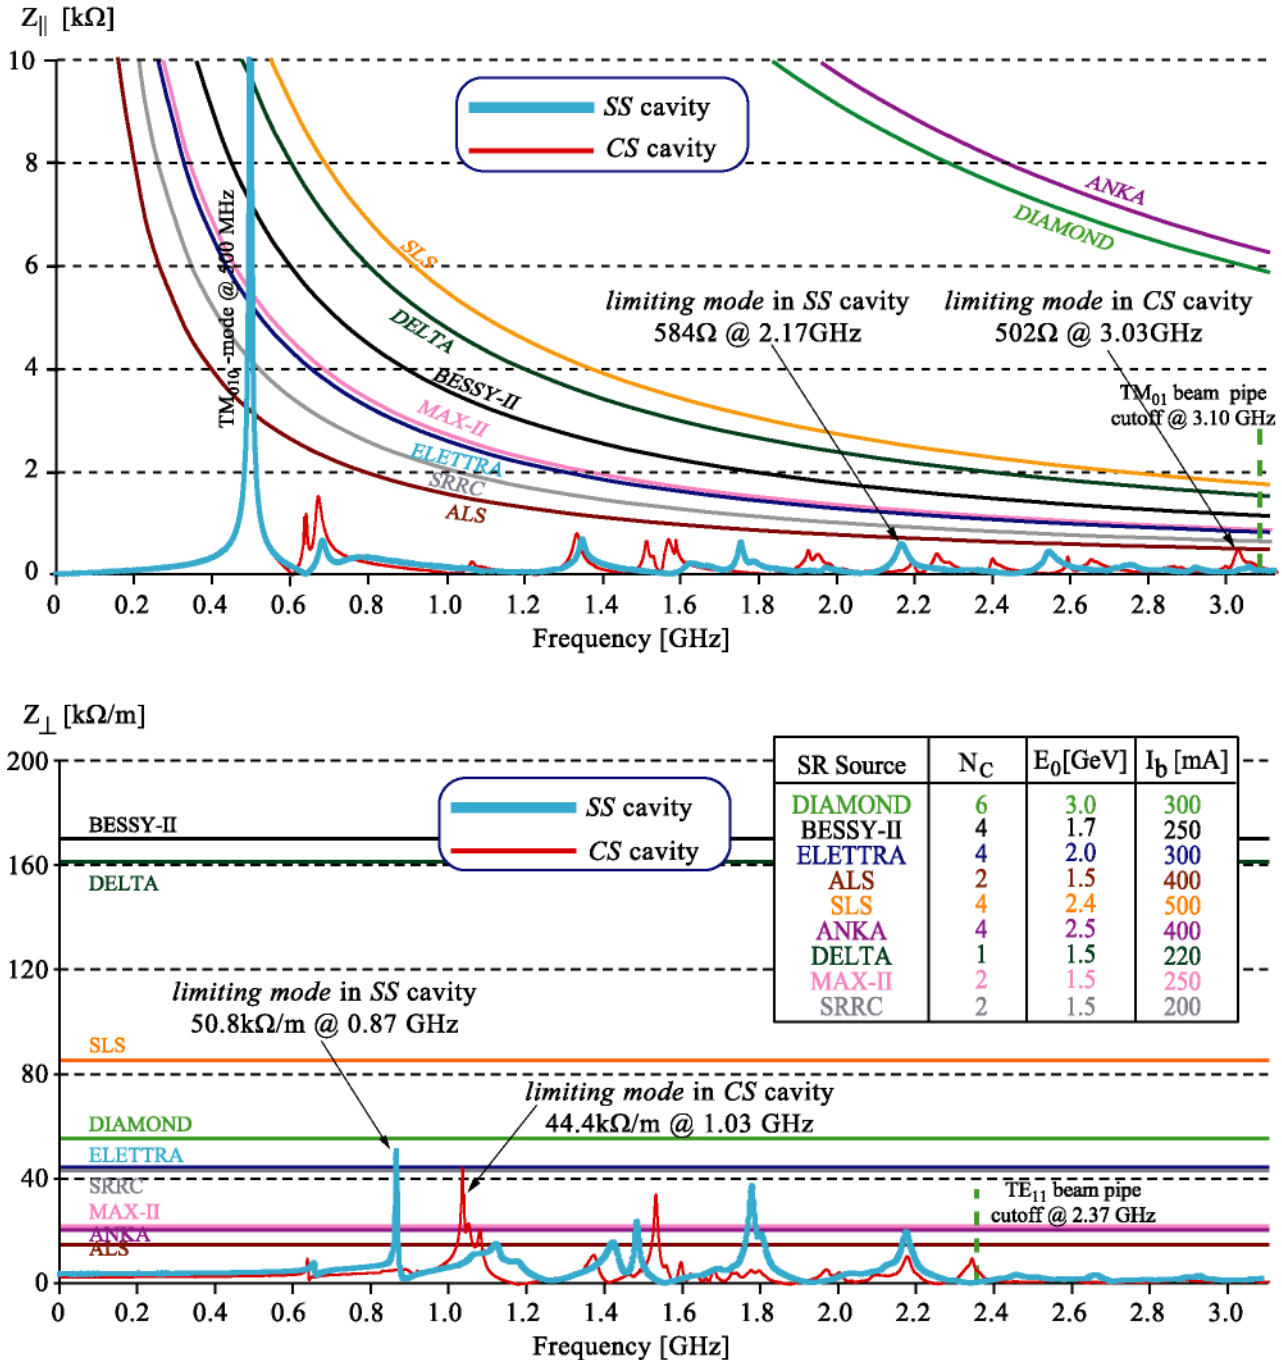 Z∥ [kΩ]
10
8
6
4
2
0
SS cavity
CS cavity
ANKA
DIAMOND
SLS
DELTA
BESSY-II
MAX-II
ELETTRA
SRRC
ALS
TM010-mode @ 500 MHz
limiting mode in SS cavity
584Ω @ 2.17GHz
limiting mode in CS cavity
502Ω @ 3.03GHz
TM01 beam pipe
cutoff @ 3.10 GHz
0 0.2 0.4 0.6 0.8 1.0 1.2 1.4 1.6 1.8 2.0 2.2 2.4 2.6 2.8 3.0
Frequency [GHz]
Z⊥ [kΩ/m]
200
160
120
80
40
0
BESSY-II
DELTA
SLS
DIAMOND
ELETTRA
SRRC
MAX-II
ANKA
ALS
SS cavity
CS cavity
SR Source NC E0[GeV] Ib [mA]
DIAMOND 6 3.0 300
BESSY-II 4 1.7 250
ELETTRA 4 2.0 300
ALS 2 1.5 400
SLS 4 2.4 500
ANKA 4 2.5 400
DELTA 1 1.5 220
MAX-II 2 1.5 250
SRRC 2 1.5 200
limiting mode in SS cavity
50.8kΩ/m @ 0.87 GHz
limiting mode in CS cavity
44.4kΩ/m @ 1.03 GHz
TE11 beam pipe
cutoff @ 2.37 GHz
0 0.2 0.4 0.6 0.8 1.0 1.2 1.4 1.6 1.8 2.0 2.2 2.4 2.6 2.8 3.0
Frequency [GHz]